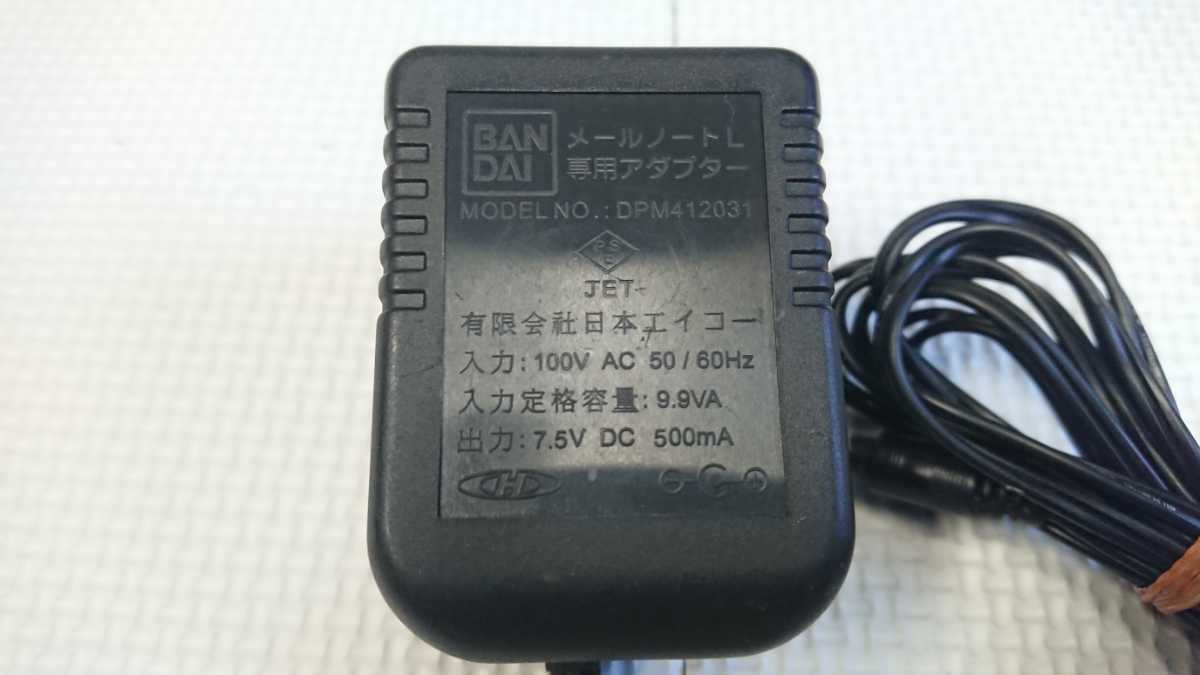 BAN
DAI
メールノートL
専用アダプター
MODEL NO.: DPM412031
PS
E
JET
有限会社日本エイコー
入力: 100V AC 50 / 60Hz
入力定格容量: 9.9VA
出力: 7.5V DC 500mA
CHD